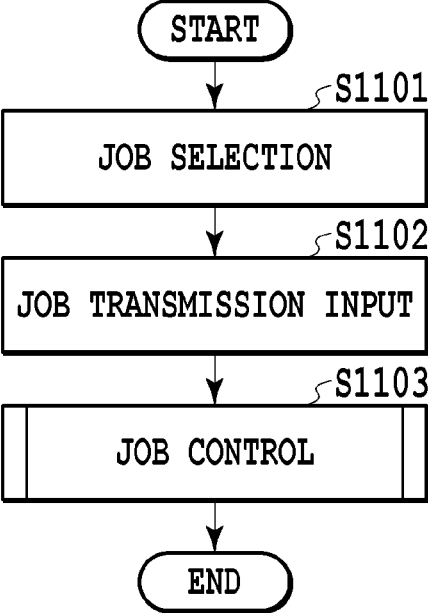 START
S1101
JOB SELECTION
S1102
JOB TRANSMISSION INPUT
S1103
JOB CONTROL
END